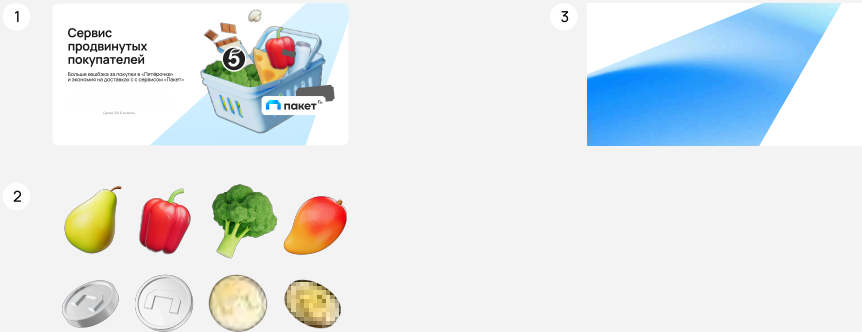 1
3
Сервис
продвинутых
покупателей
5
Больше кешбэка за покупки в «Пятёрочке»
и экономия на доставках с с сервисом «Пакет»
пакет
2